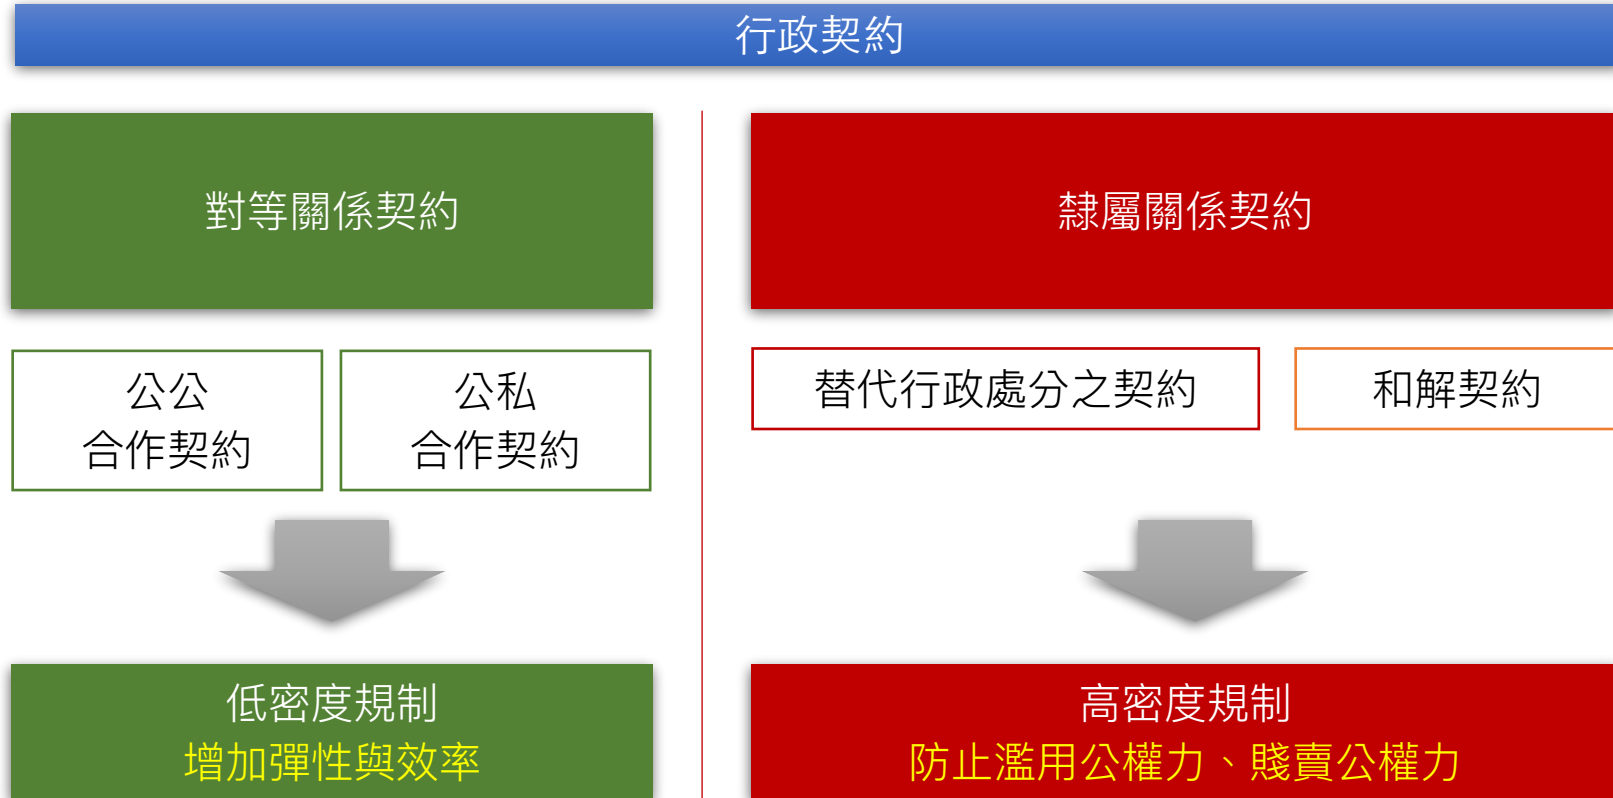 行政契約
對等關係契約
隸屬關係契約
公公
合作契約
公私
合作契約
替代行政處分之契約
和解契約
低密度規制
增加彈性與效率
高密度規制
防止濫用公權力、賤賣公權力